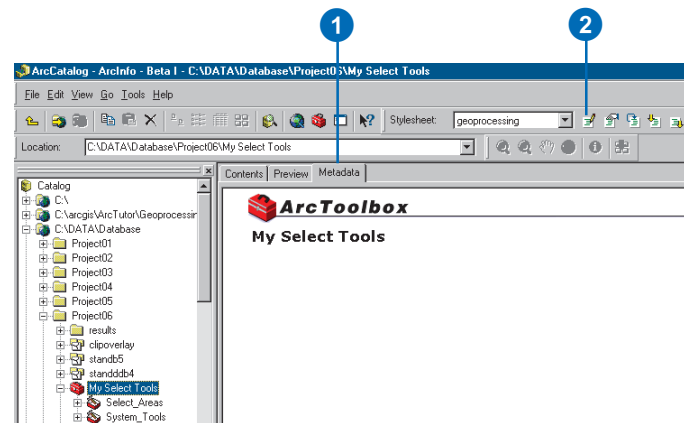 1
2
ArcCatalog - ArcInfo - Beta I - C:\DATA\Database\Project06\My Select Tools
File Edit View Go Tools Help
Stylesheet: geoprocessing
Location: C:\DATA\Database\Project06\My Select Tools
Contents Preview Metadata
Catalog
C:\
C:\arcgis\ArcTutor\Geoprocessin
C:\DATA\Database
Project01
Project02
Project03
Project04
Project05
Project06
results
clipoverlay
standb5
standddb4
My Select Tools
Select_Areas
System_Tools
ArcToolbox
My Select Tools